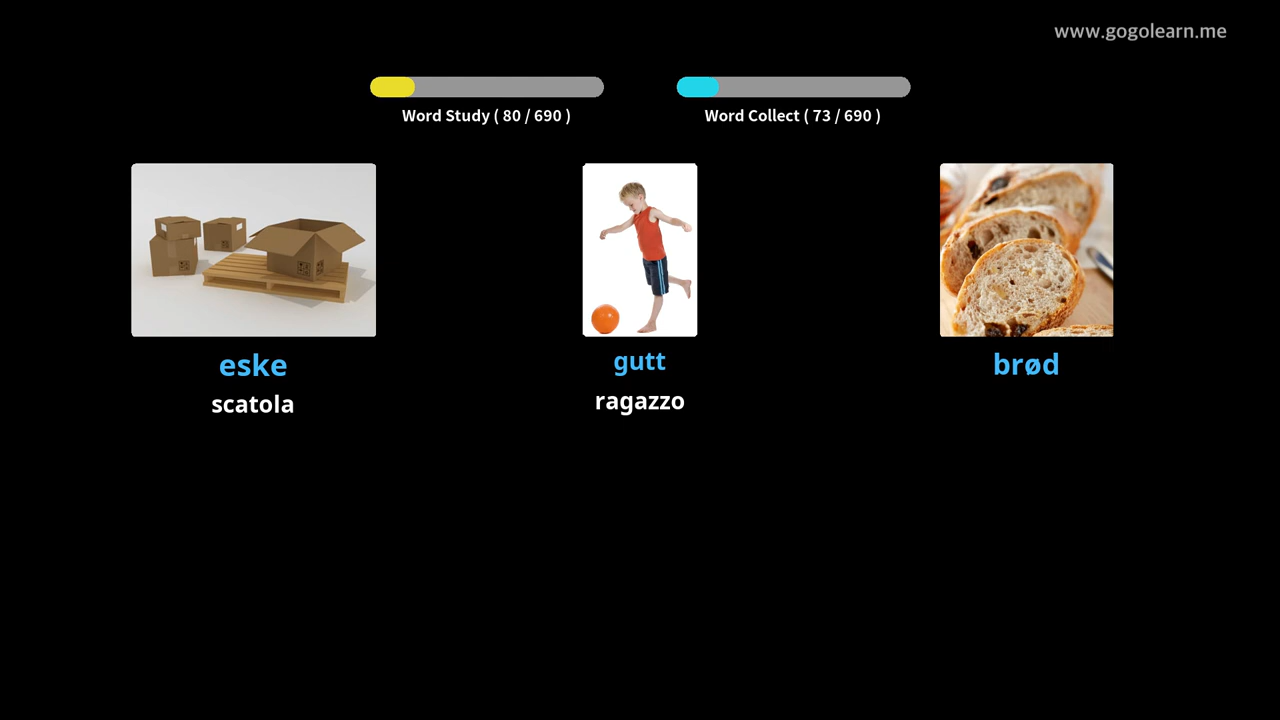 www.gogolearn.me
Word Study ( 80 / 690 )
Word Collect ( 73 / 690 )
eske
gutt
brød
scatola
ragazzo